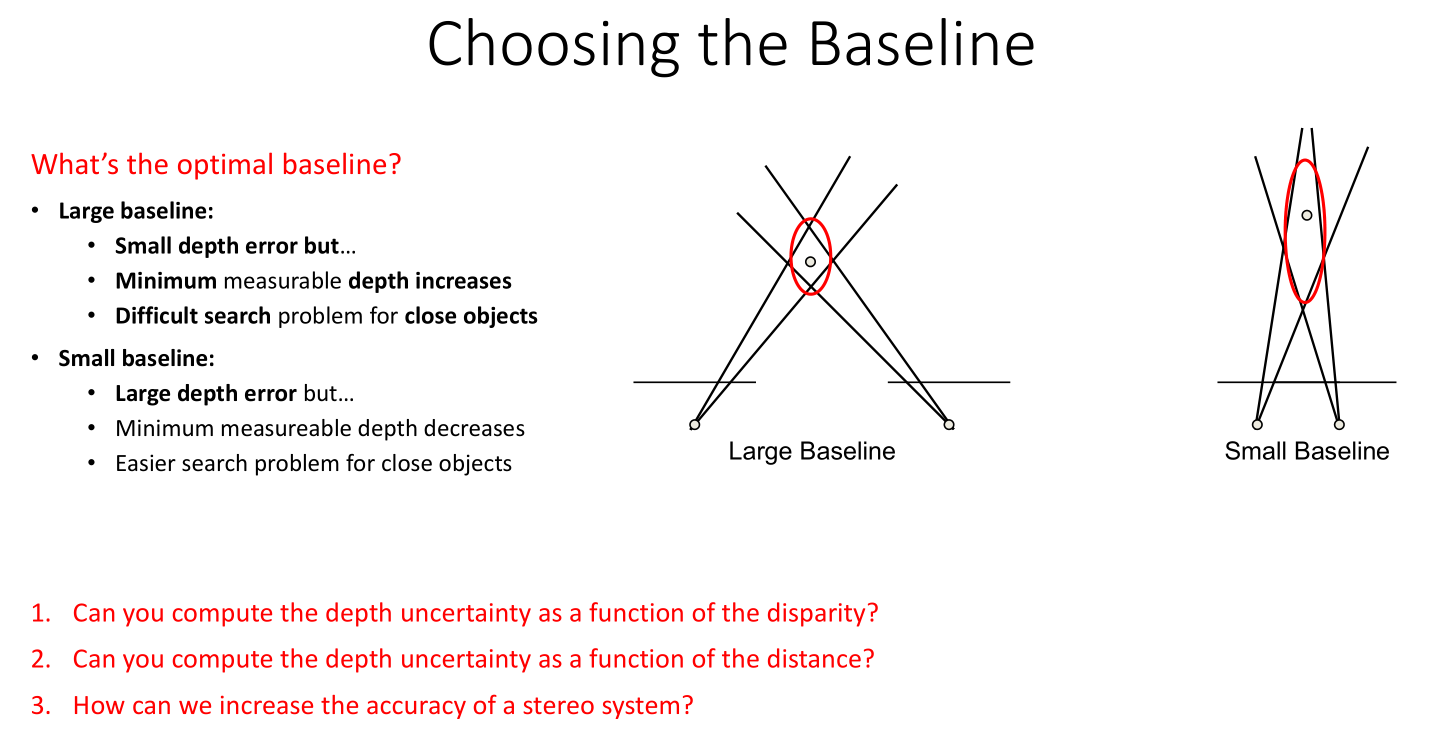 Choosing the Baseline
What's the optimal baseline?
• Large baseline:
• Small depth error but…
• Minimum measurable depth increases
• Difficult search problem for close objects
• Small baseline:
• Large depth error but…
• Minimum measureable depth decreases
• Easier search problem for close objects
Large Baseline
Small Baseline
1. Can you compute the depth uncertainty as a function of the disparity?
2. Can you compute the depth uncertainty as a function of the distance?
3. How can we increase the accuracy of a stereo system?